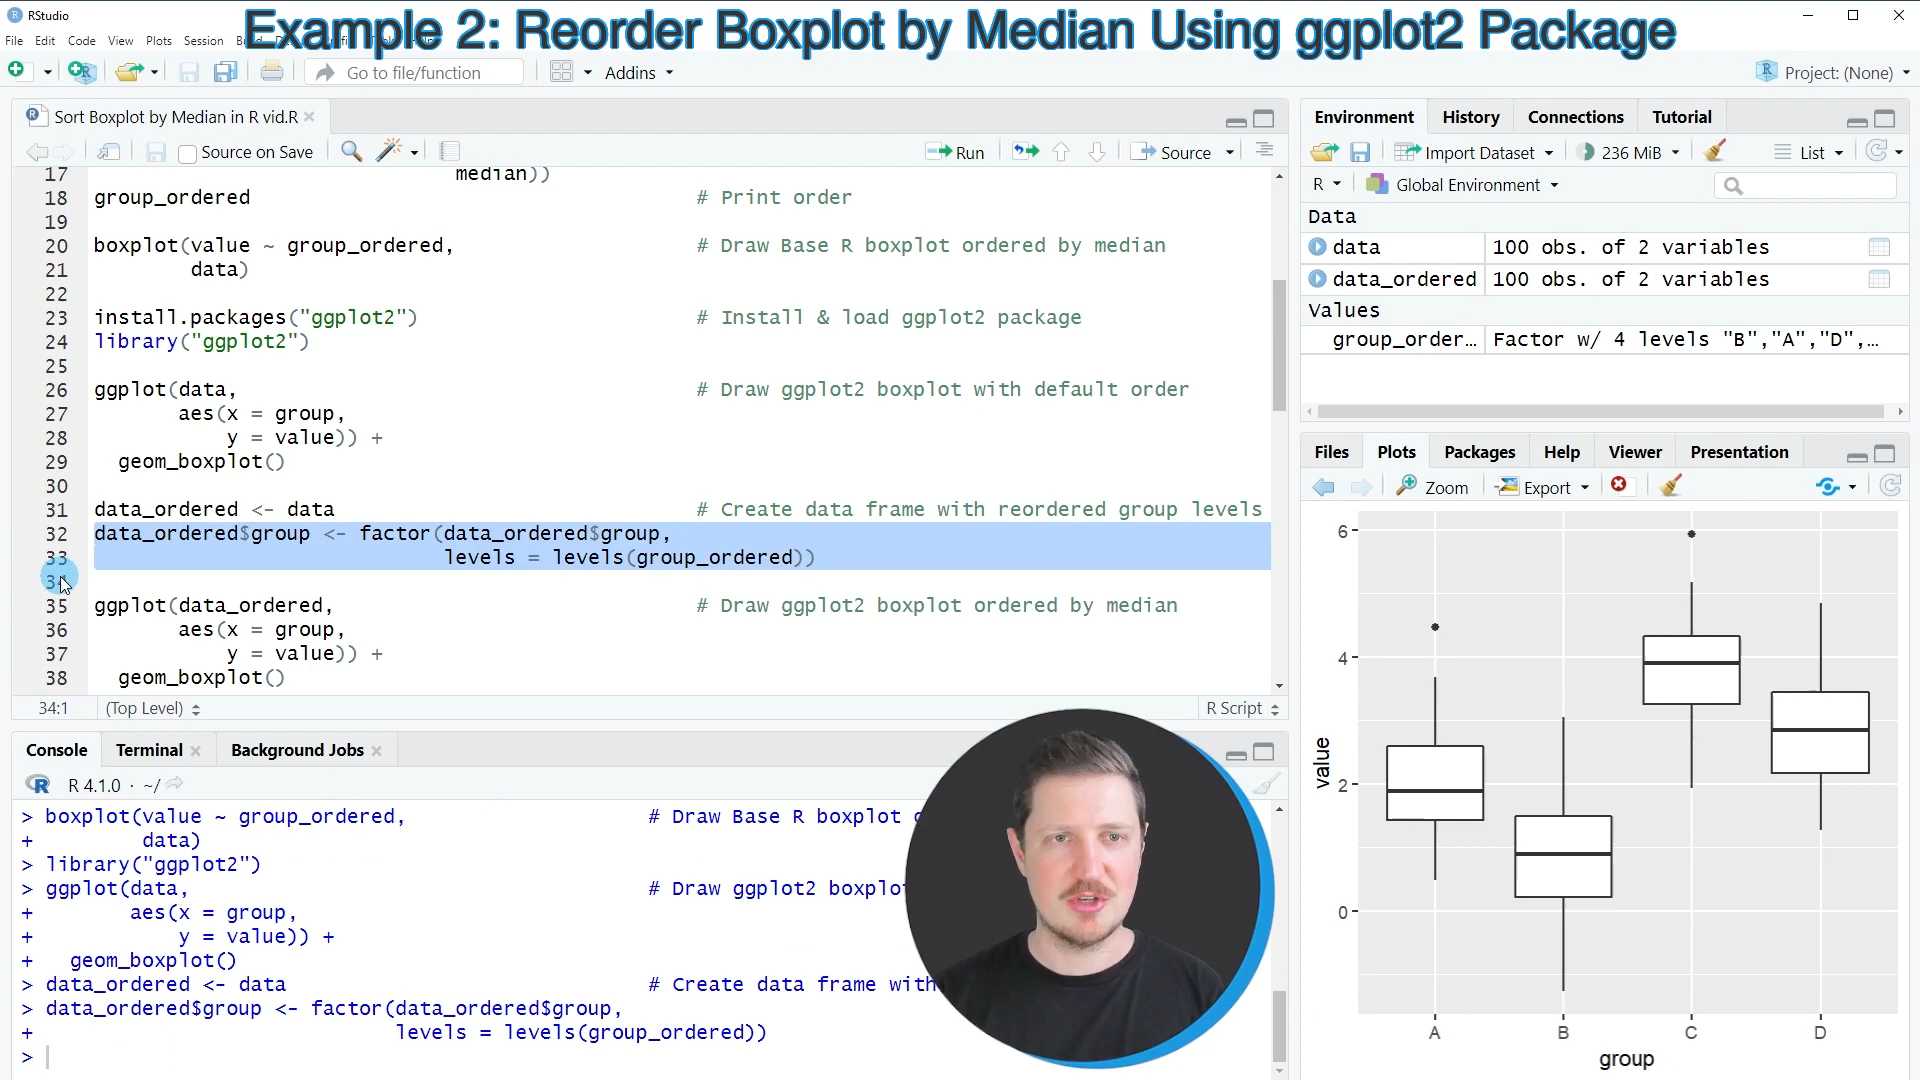 RStudio
Example 2: Reorder Boxplot by Median Using ggplot2 Package
File Edit Code View Plots Session
Go to file/function
Addins
Project: (None)
Sort Boxplot by Median in R vid.R
Source on Save
Run
Source
17 median))
18 group_ordered # Print order
19
20 boxplot(value ~ group_ordered, # Draw Base R boxplot ordered by median
21 data)
22
23 install.packages("ggplot2") # Install & load ggplot2 package
24 library("ggplot2")
25
26 ggplot(data, # Draw ggplot2 boxplot with default order
27 aes(x = group,
28 y = value)) +
29 geom_boxplot()
30
31 data_ordered <- data # Create data frame with reordered group levels
32 data_ordered$group <- factor(data_ordered$group,
33 levels = levels(group_ordered))
34
35 ggplot(data_ordered, # Draw ggplot2 boxplot ordered by median
36 aes(x = group,
37 y = value)) +
38 geom_boxplot()
34:1 (Top Level) R Script
Console Terminal Background Jobs
R 4.1.0 · ~/
> boxplot(value ~ group_ordered, # Draw Base R boxplot
+ data)
> library("ggplot2")
> ggplot(data, # Draw ggplot2 boxplot
+ aes(x = group,
+ y = value)) +
+ geom_boxplot()
> data_ordered <- data # Create data frame with
> data_ordered$group <- factor(data_ordered$group,
+ levels = levels(group_ordered))
>
Environment History Connections Tutorial
Import Dataset 236 MiB List
R Global Environment
Data
data 100 obs. of 2 variables
data_ordered 100 obs. of 2 variables
Values
group_order… Factor w/ 4 levels "B","A","D",…
Files Plots Packages Help Viewer Presentation
Zoom Export
6
4
2
0
value
A B C D
group